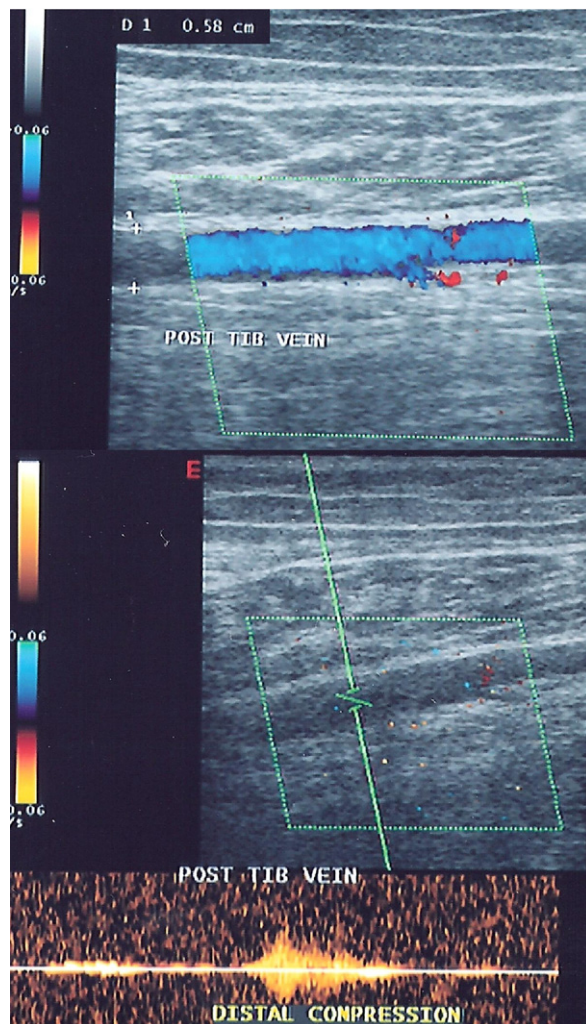 D 1 0.58 cm
0.06
0.06
/s
1
POST TIB VEIN
E
0.06
0.06
/s
POST TIB VEIN
DISTAL COMPRESSION